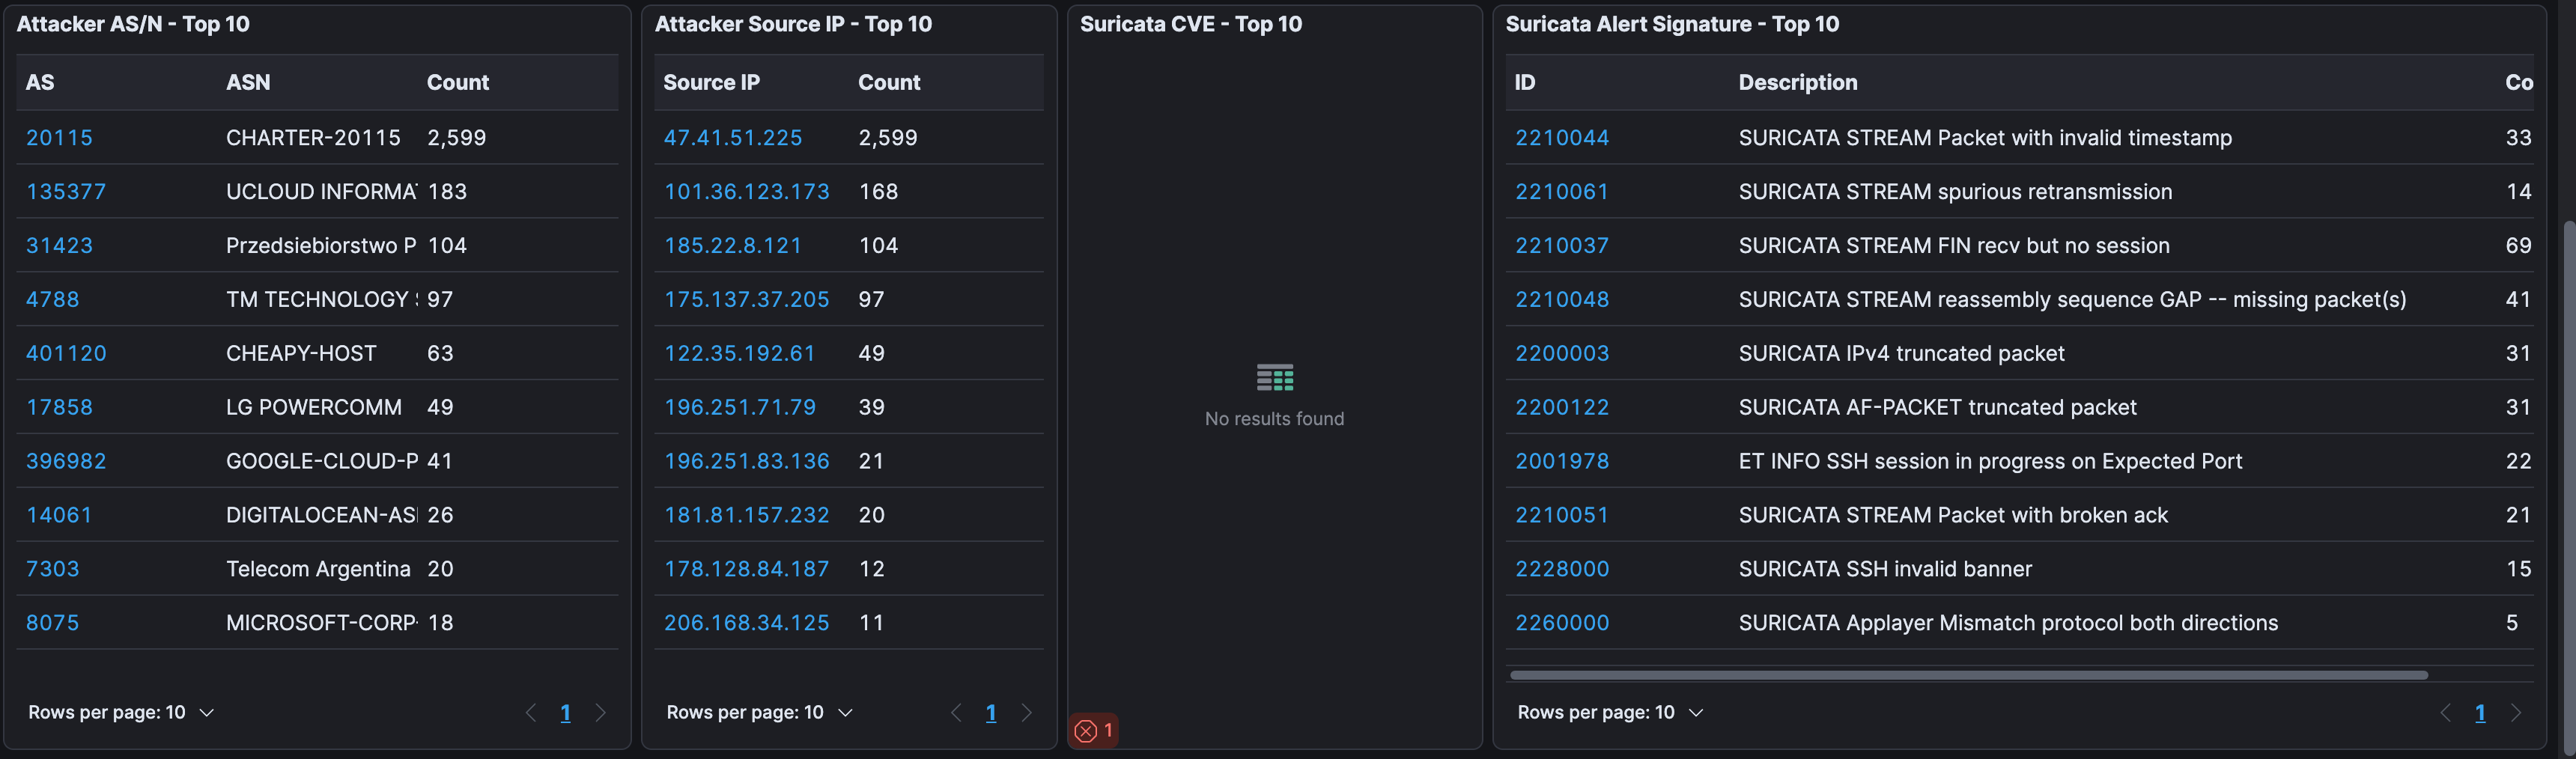 Attacker AS/N - Top 10
AS ASN Count
20115 CHARTER-20115 2,599
135377 UCLOUD INFORMA 183
31423 Przedsiebiorstwo P 104
4788 TM TECHNOLOGY 97
401120 CHEAPY-HOST 63
17858 LG POWERCOMM 49
396982 GOOGLE-CLOUD-P 41
14061 DIGITALOCEAN-AS 26
7303 Telecom Argentina 20
8075 MICROSOFT-CORP- 18
Rows per page: 10
1
Attacker Source IP - Top 10
Source IP Count
47.41.51.225 2,599
101.36.123.173 168
185.22.8.121 104
175.137.37.205 97
122.35.192.61 49
196.251.71.79 39
196.251.83.136 21
181.81.157.232 20
178.128.84.187 12
206.168.34.125 11
Rows per page: 10
1
Suricata CVE - Top 10
No results found
1
Suricata Alert Signature - Top 10
ID Description Co
2210044 SURICATA STREAM Packet with invalid timestamp 33
2210061 SURICATA STREAM spurious retransmission 14
2210037 SURICATA STREAM FIN recv but no session 69
2210048 SURICATA STREAM reassembly sequence GAP -- missing packet(s) 41
2200003 SURICATA IPv4 truncated packet 31
2200122 SURICATA AF-PACKET truncated packet 31
2001978 ET INFO SSH session in progress on Expected Port 22
2210051 SURICATA STREAM Packet with broken ack 21
2228000 SURICATA SSH invalid banner 15
2260000 SURICATA Applayer Mismatch protocol both directions 5
Rows per page: 10
1